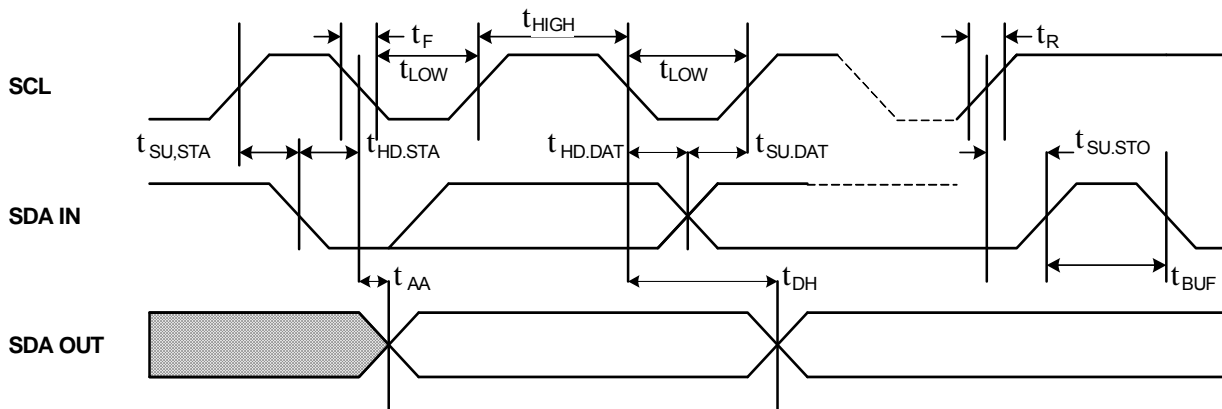 tHIGH
tF
tR
SCL
tLOW
tLOW
tSU,STA
tHD.STA
tHD.DAT
tSU.DAT
tSU.STO
SDA IN
tAA
tDH
tBUF
SDA OUT